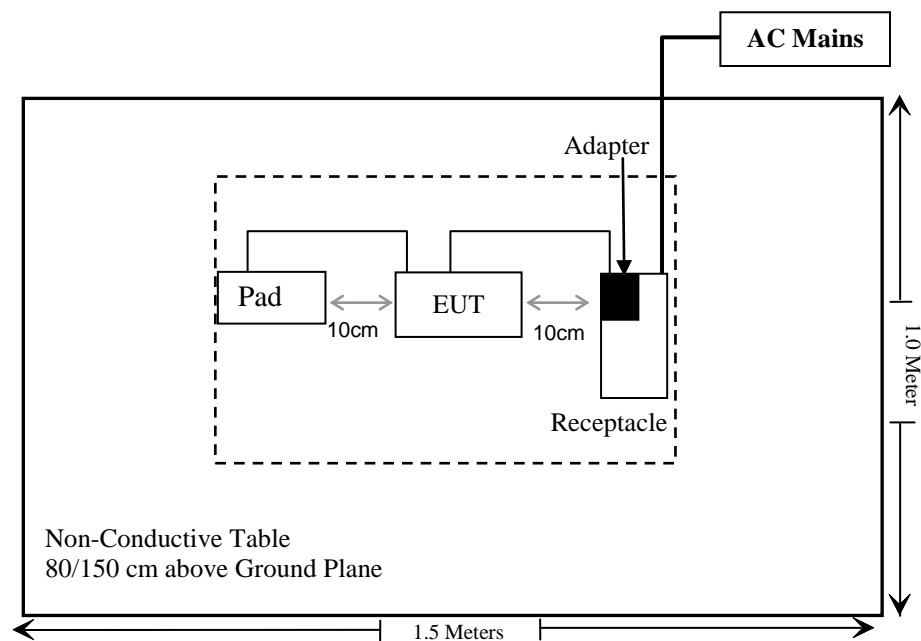 AC Mains
Adapter
Pad
EUT
10cm
10cm
Receptacle
1.0 Meter
Non-Conductive Table
80/150 cm above Ground Plane
1.5 Meters